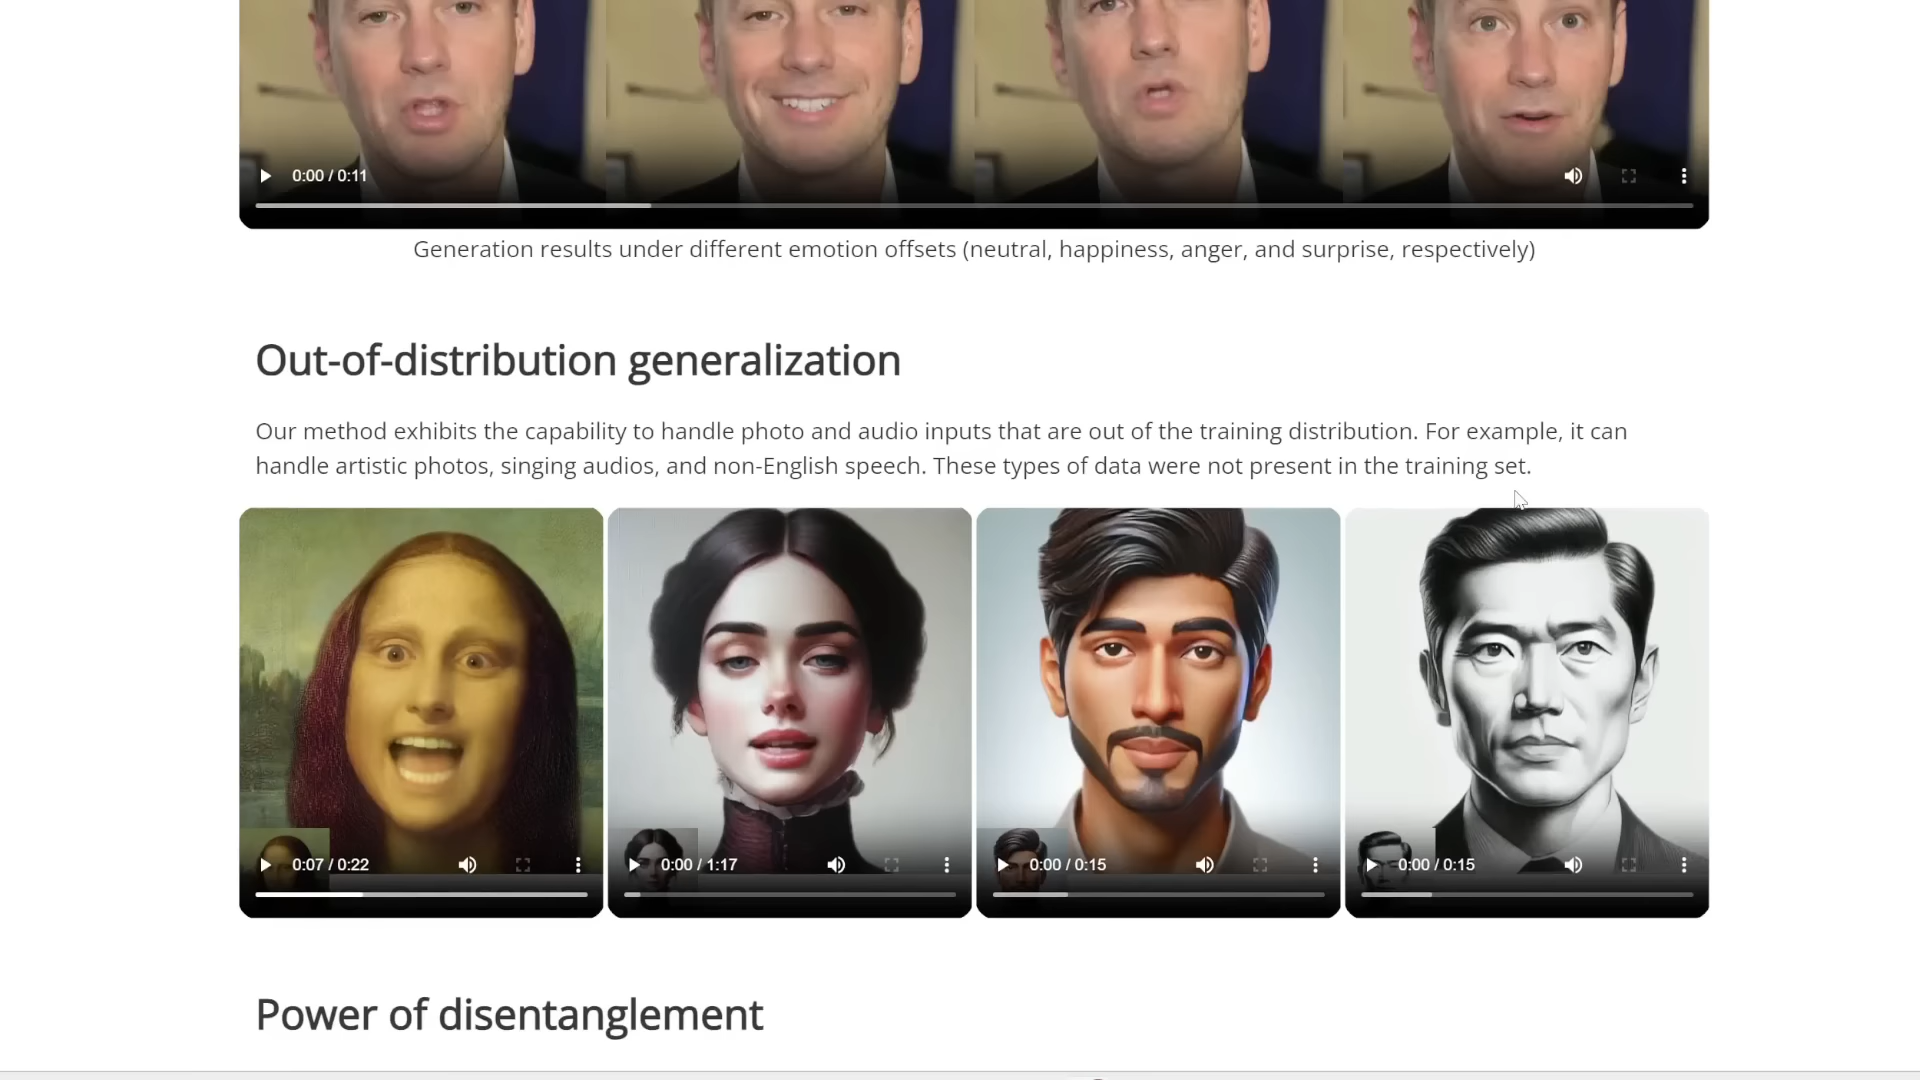 0:00 / 0:11
Generation results under different emotion offsets (neutral, happiness, anger, and surprise, respectively)
Out-of-distribution generalization
Our method exhibits the capability to handle photo and audio inputs that are out of the training distribution. For example, it can
handle artistic photos, singing audios, and non-English speech. These types of data were not present in the training set.
0:07 / 0:22
0:00 / 1:17
0:00 / 0:15
0:00 / 0:15
Power of disentanglement